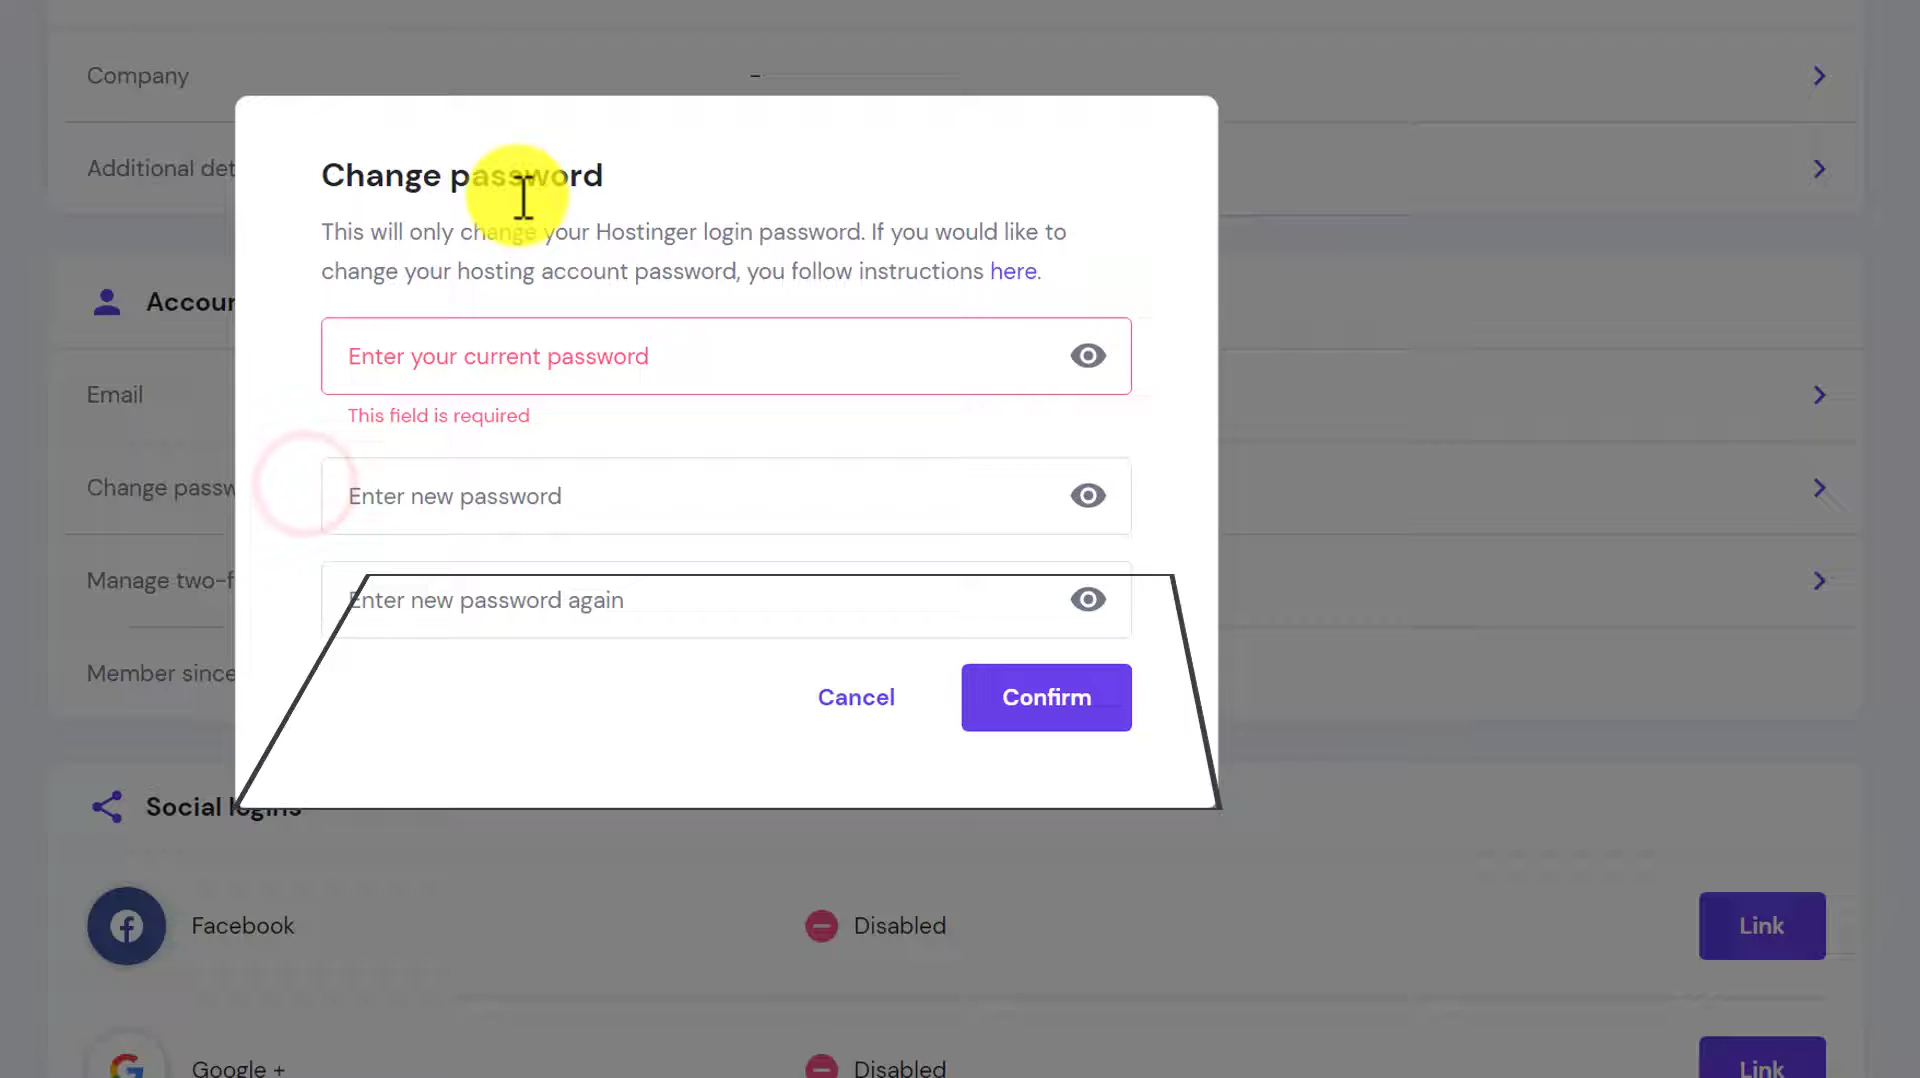 Company -
Additional det
Change password
This will only change your Hostinger login password. If you would like to
change your hosting account password, you follow instructions here.
Accoun
Enter your current password
This field is required
Email
Change passw
Enter new password
Manage two-f
Enter new password again
Member since
Cancel Confirm
Social logins
Facebook Disabled Link
Google + Disabled Link